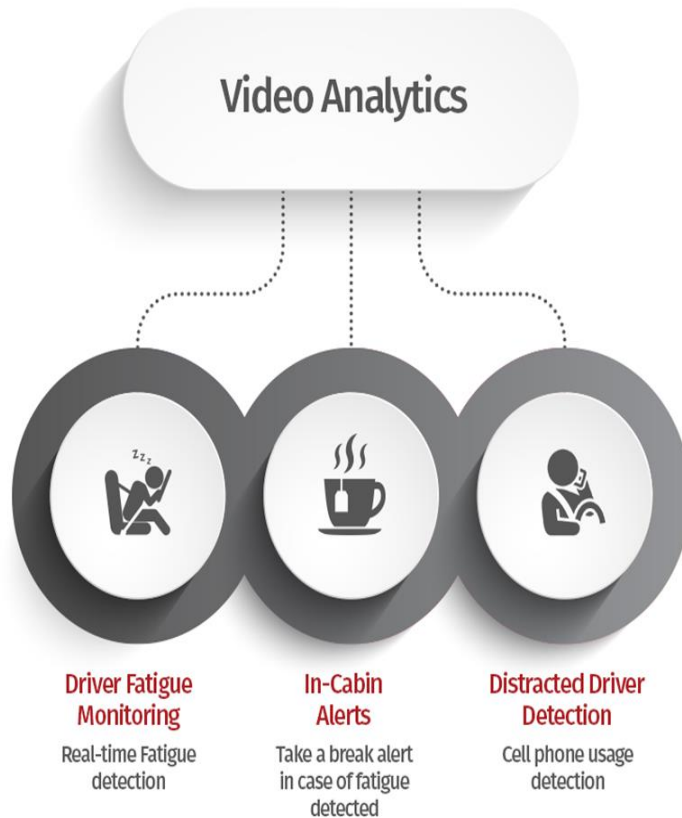 Video Analytics
zzz
Driver Fatigue
Monitoring
Real-time Fatigue
detection
In-Cabin
Alerts
Take a break alert
in case of fatigue
detected
Distracted Driver
Detection
Cell phone usage
detection